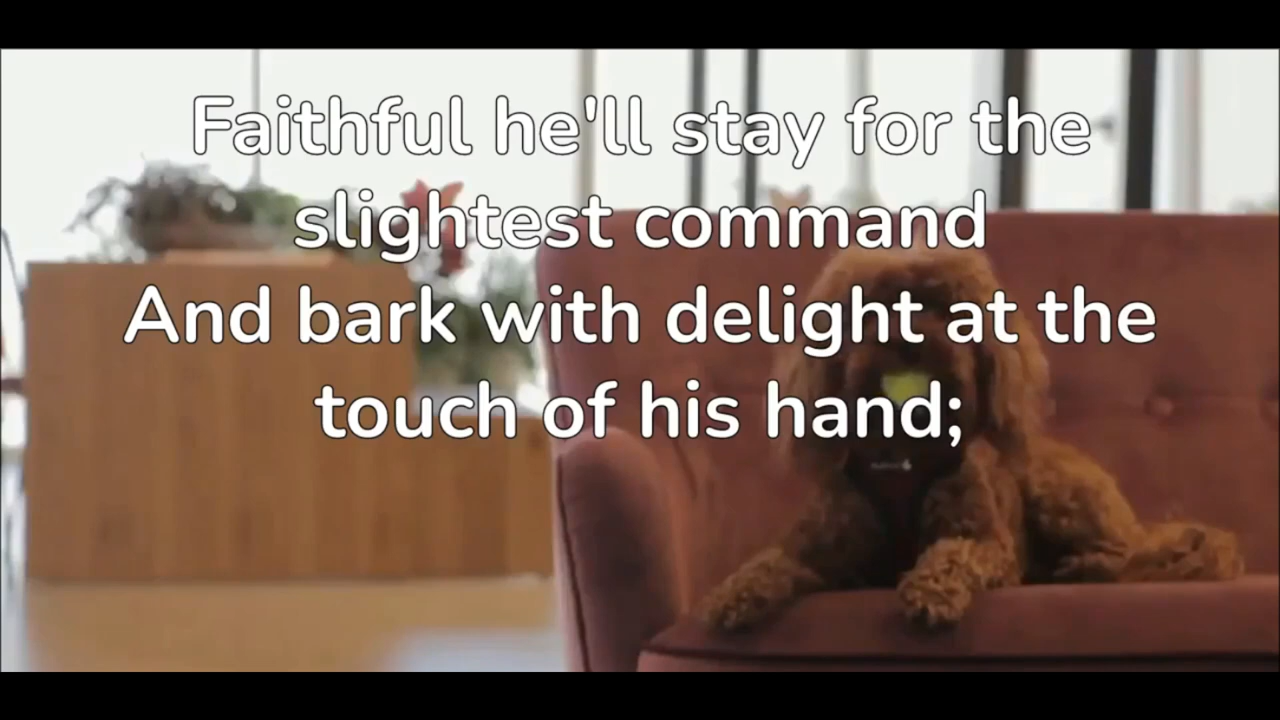 Faithful he'll stay for the
slightest command
And bark with delight at the
touch of his hand;